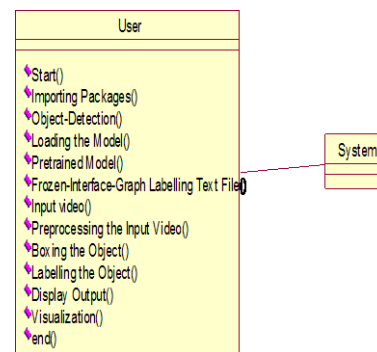 User
Start()
Importing Packages()
Object-Detection()
Loading the Model()
Pretrained Model()
Frozen-Interface-Graph Labelling Text File()
Input video()
Preprocessing the Input Video()
Boxing the Object()
Labelling the Object()
Display Output()
Visualization()
end()
System